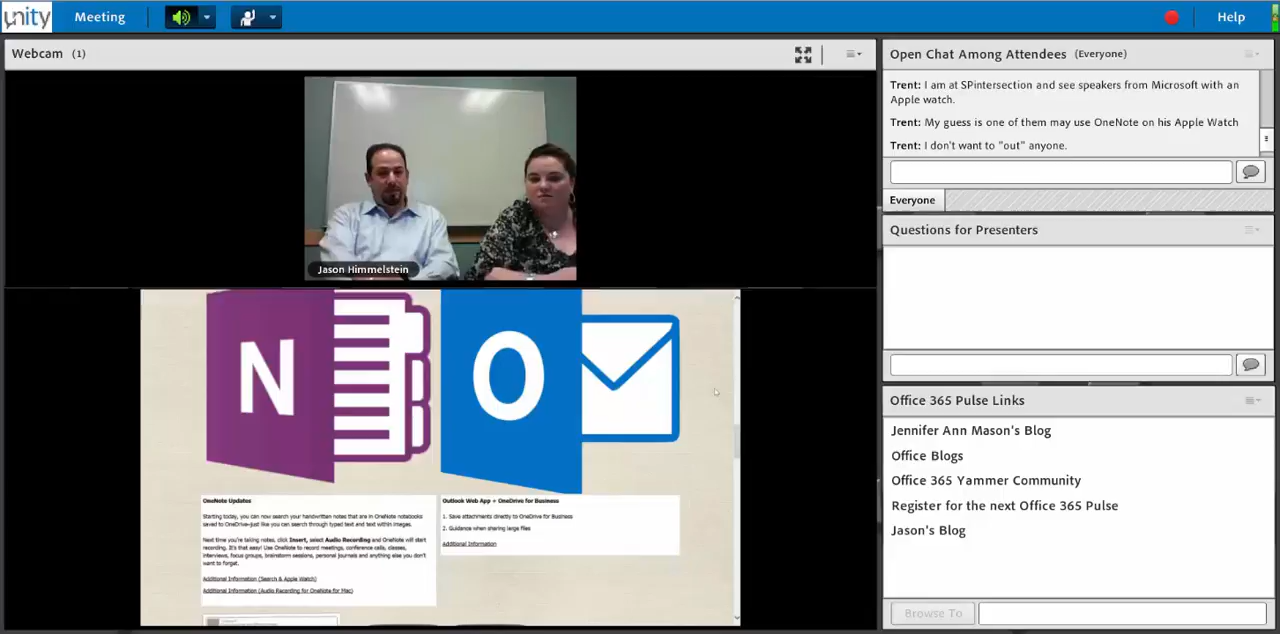 unity
Meeting
Help
Webcam (1)
Jason Himmelstein
N
O
OneNote Updates
Starting today, you can now search your handwritten notes that are in OneNote notebooks
saved to OneDrive-just like you can search through typed text and text within images.
Next time you're taking notes, click Insert, select Audio Recording and OneNote will start
recording. It's that easy! Use OneNote to record meetings, conference calls, classes,
interviews, focus groups, brainstorm sessions, personal journals and anything else you don't
want to forget.
Additional Information (Search & Apple Watch)
Additional Information (Audio Recording for OneNote for Mac)
Outlook Web App + OneDrive for Business
1. Save attachments directly to OneDrive for Business
2. Guidance when sharing large files
Additional Information
Open Chat Among Attendees (Everyone)
Trent: I am at SPintersection and see speakers from Microsoft with an
Apple watch.
Trent: My guess is one of them may use OneNote on his Apple Watch
Trent: I don't want to "out" anyone.
Everyone
Questions for Presenters
Office 365 Pulse Links
Jennifer Ann Mason's Blog
Office Blogs
Office 365 Yammer Community
Register for the next Office 365 Pulse
Jason's Blog
Browse To